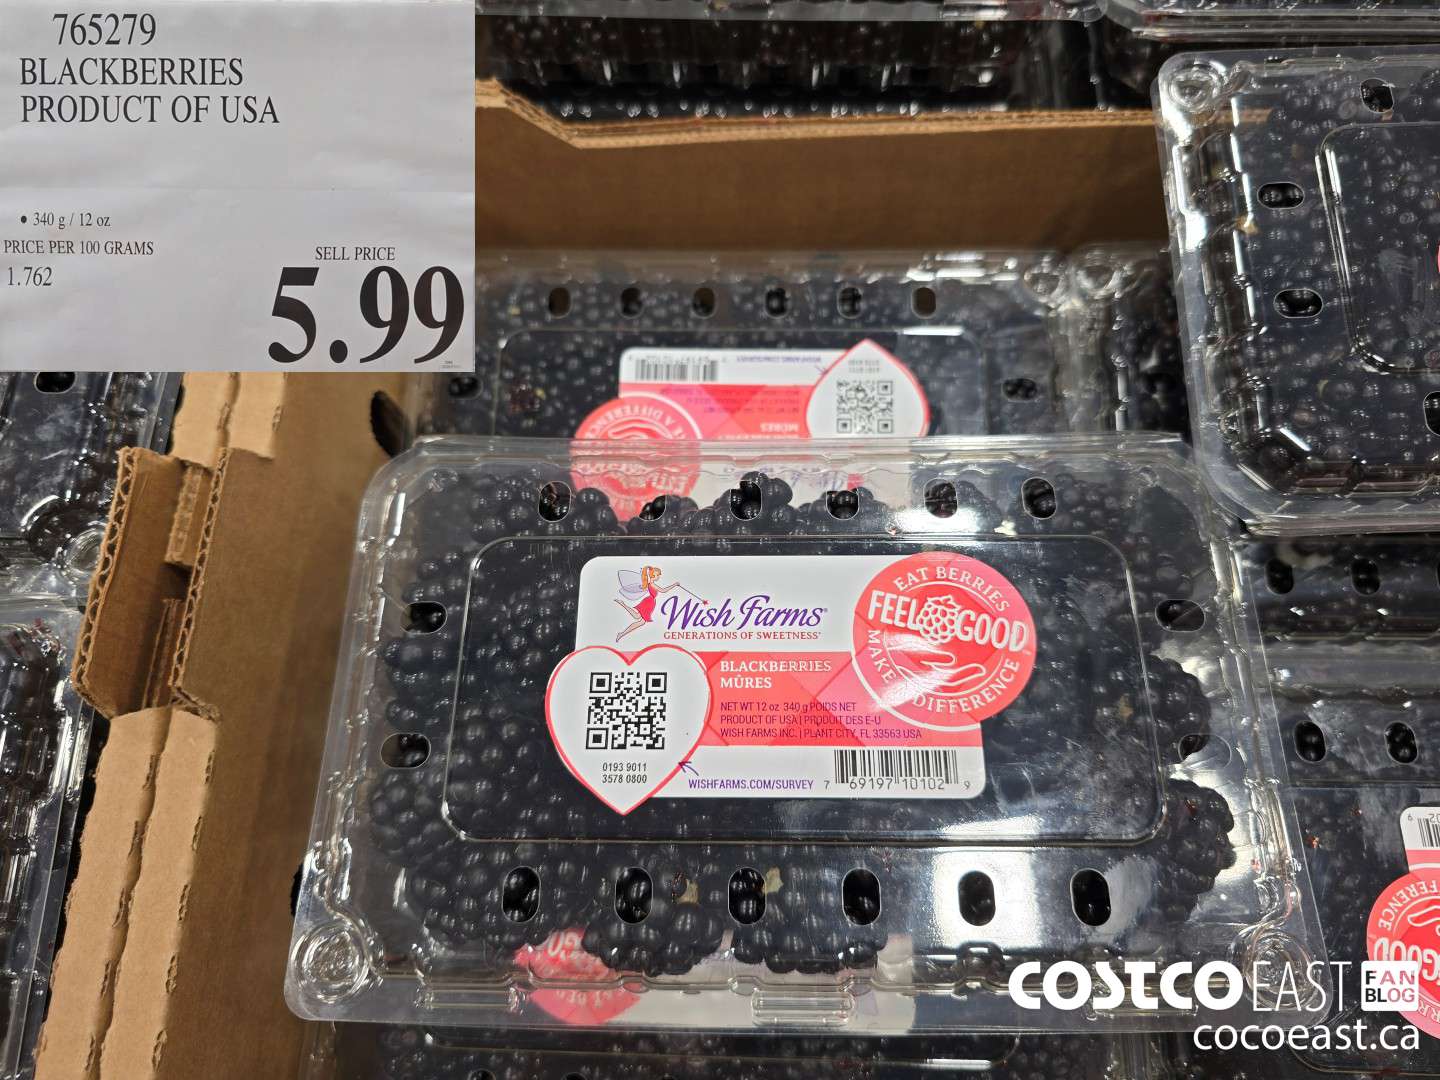 765279
BLACKBERRIES
PRODUCT OF USA
• 340 g / 12 oz
PRICE PER 100 GRAMS
1.762
SELL PRICE
5.99
Wish Farms®
GENERATIONS OF SWEETNESS®
EAT BERRIES
FEEL GOOD
MAKE A DIFFERENCE
BLACKBERRIES
MÛRES
NET WT 12 oz 340 g POIDS NET
PRODUCT OF USA | PRODUIT DES E-U
WISH FARMS INC. | PLANT CITY, FL 33563 USA
0193 9011
3578 0800
WISHFARMS.COM/SURVEY
7 69197 10102 9
COSTCO EAST FAN BLOG
cocoeast.ca